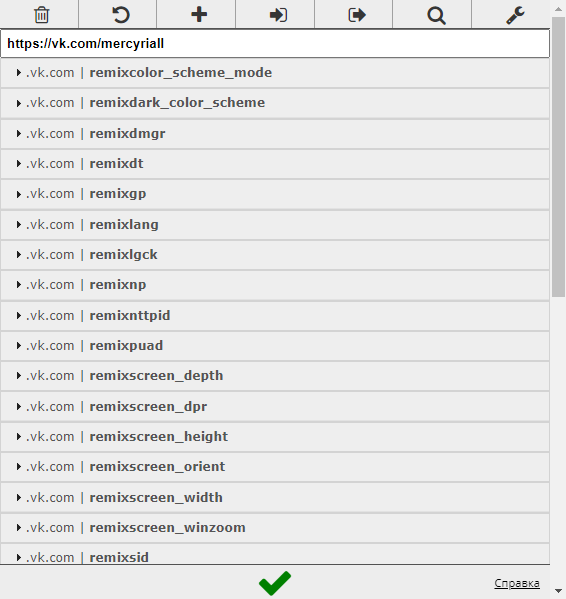 https://vk.com/mercyriall
.vk.com | remixcolor_scheme_mode
.vk.com | remixdark_color_scheme
.vk.com | remixdmgr
.vk.com | remixdt
.vk.com | remixgp
.vk.com | remixlang
.vk.com | remixlgck
.vk.com | remixnp
.vk.com | remixnttpid
.vk.com | remixpuad
.vk.com | remixscreen_depth
.vk.com | remixscreen_dpr
.vk.com | remixscreen_height
.vk.com | remixscreen_orient
.vk.com | remixscreen_width
.vk.com | remixscreen_winzoom
.vk.com | remixsid
Справка